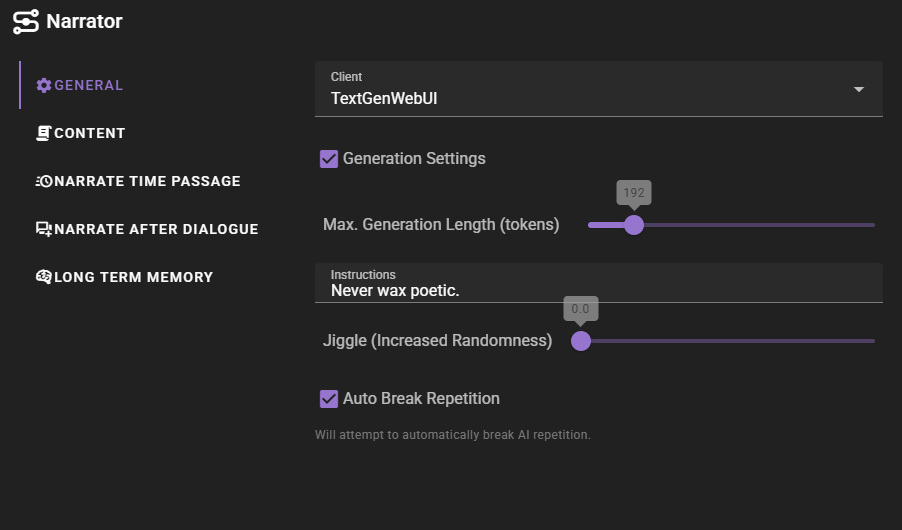 Narrator
GENERAL
CONTENT
NARRATE TIME PASSAGE
NARRATE AFTER DIALOGUE
LONG TERM MEMORY
Client
TextGenWebUI
Generation Settings
192
Max. Generation Length (tokens)
Instructions
Never wax poetic.
0.0
Jiggle (Increased Randomness)
Auto Break Repetition
Will attempt to automatically break AI repetition.